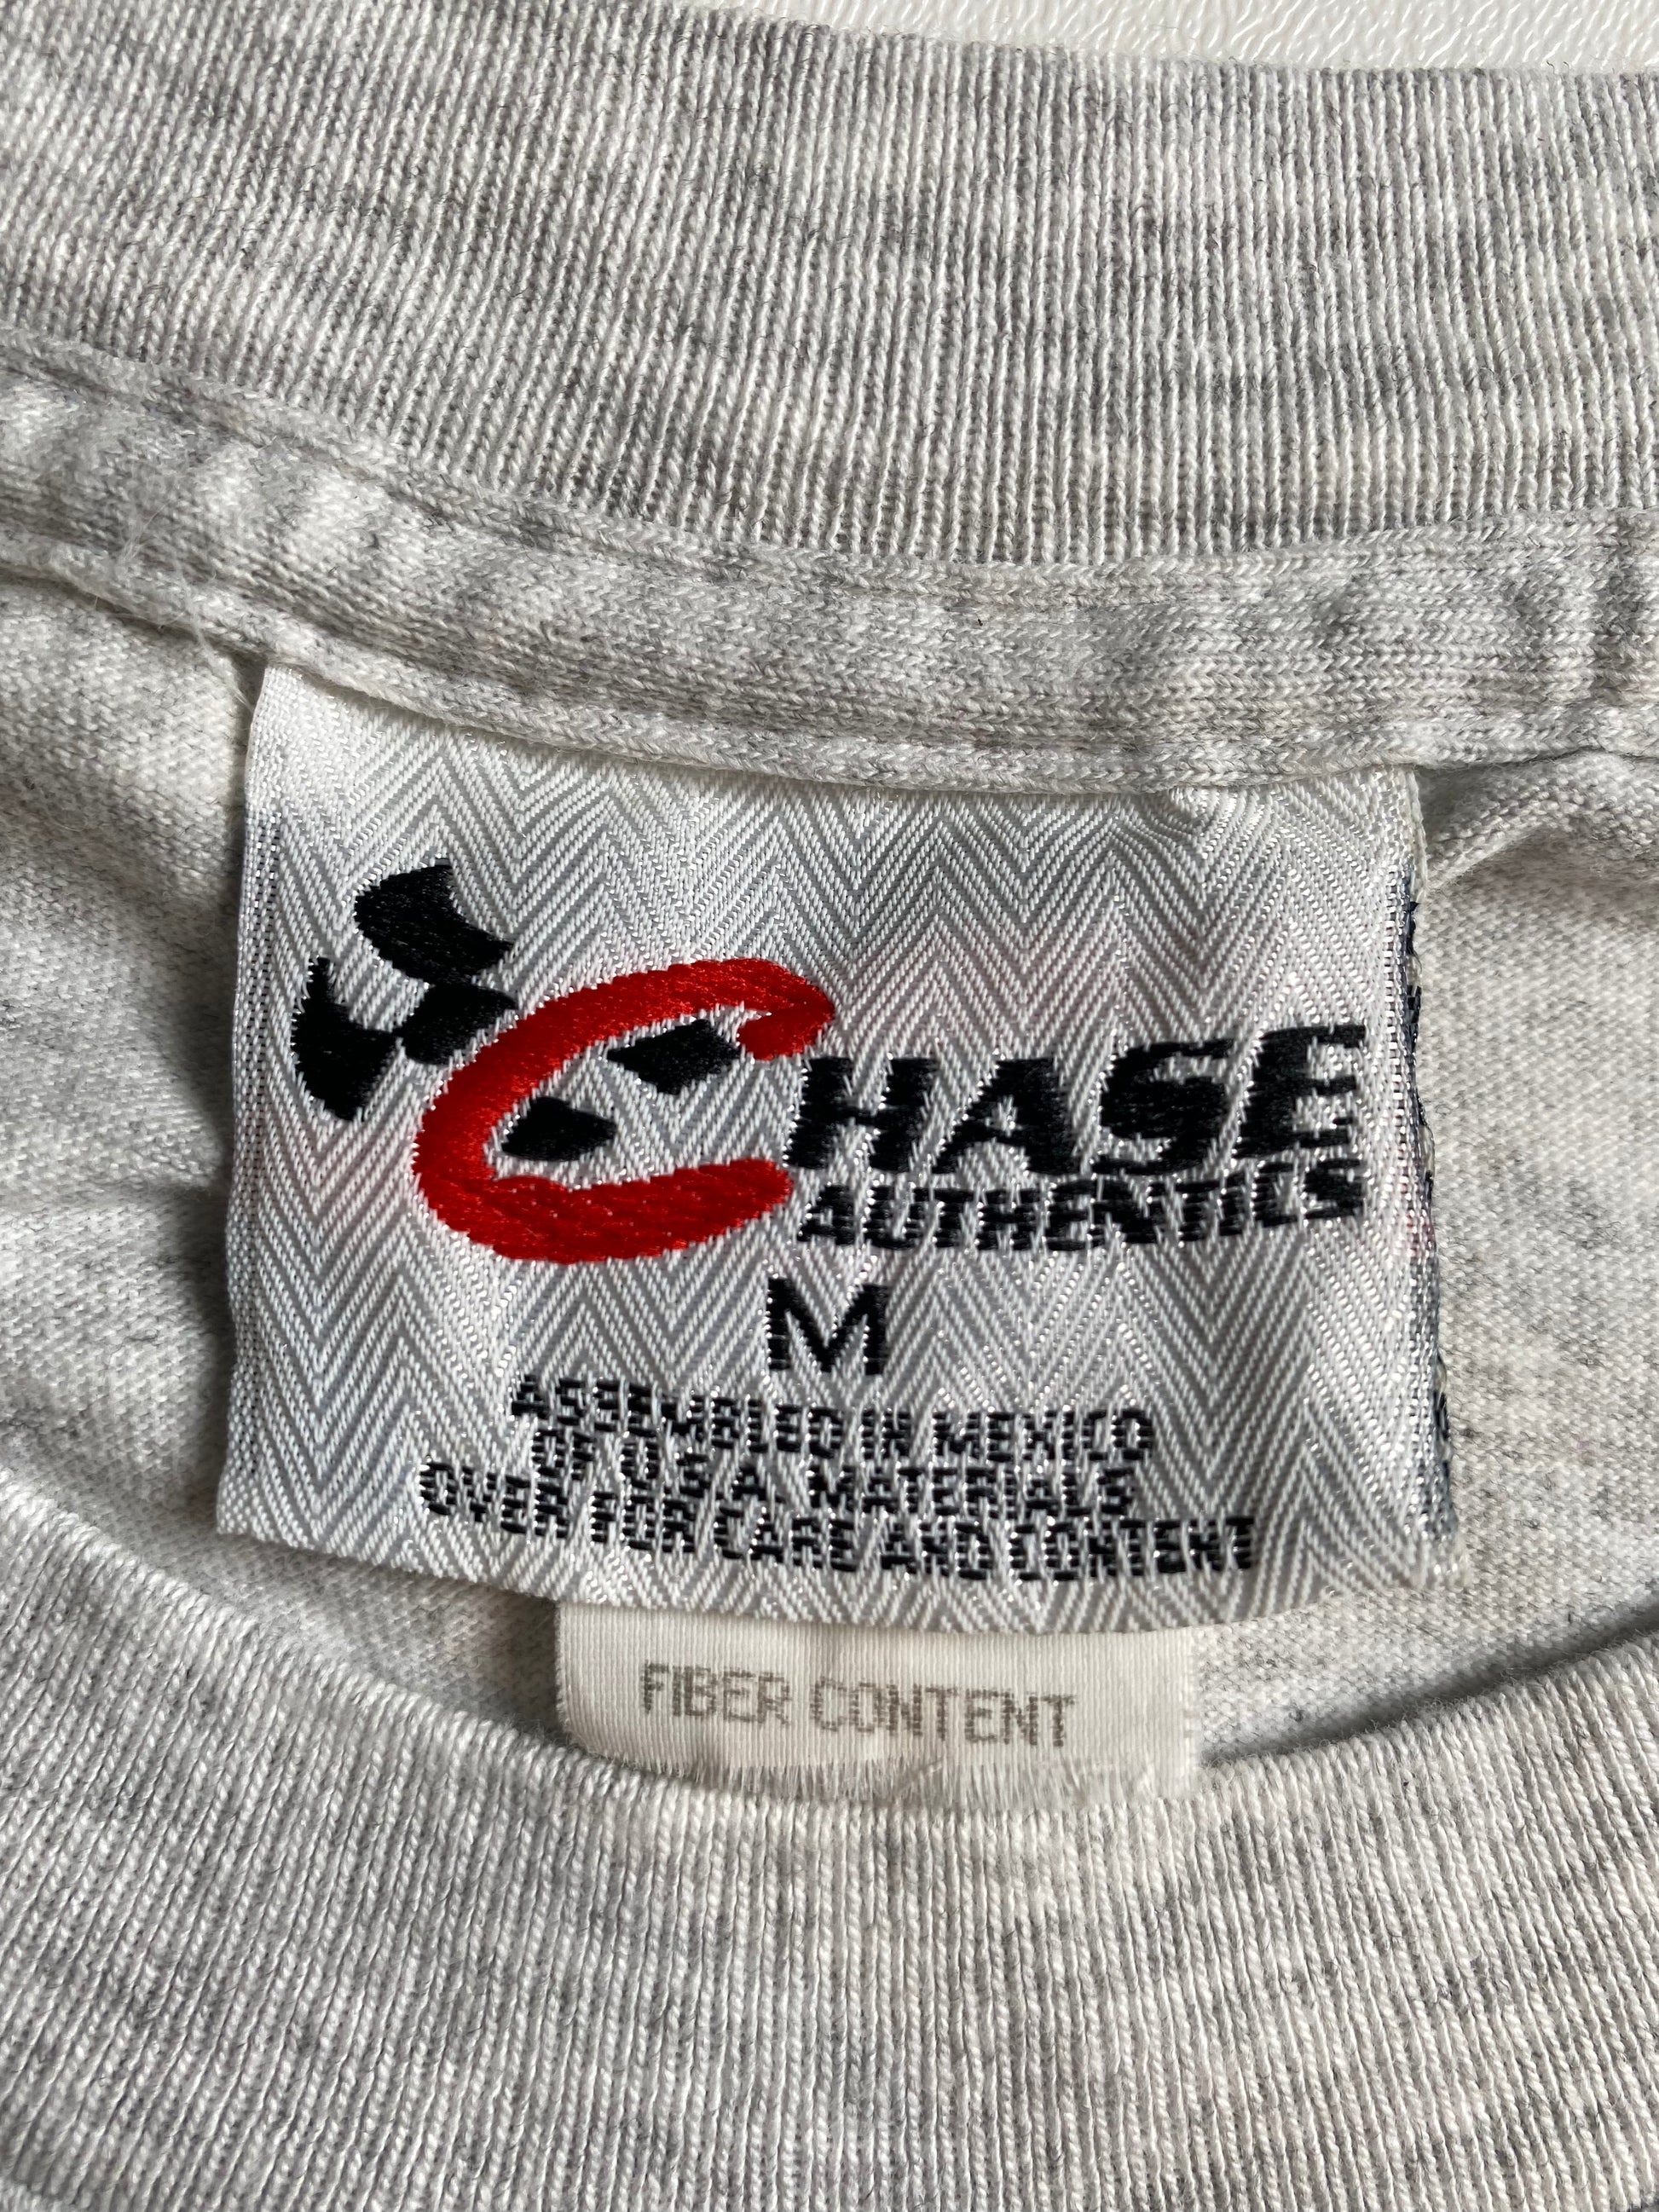 CHASE
AUTHENTICS
M
ASSEMBLED IN MEXICO
OF U.S.A. MATERIALS
OVER FOR CARE AND CONTENT
FIBER CONTENT